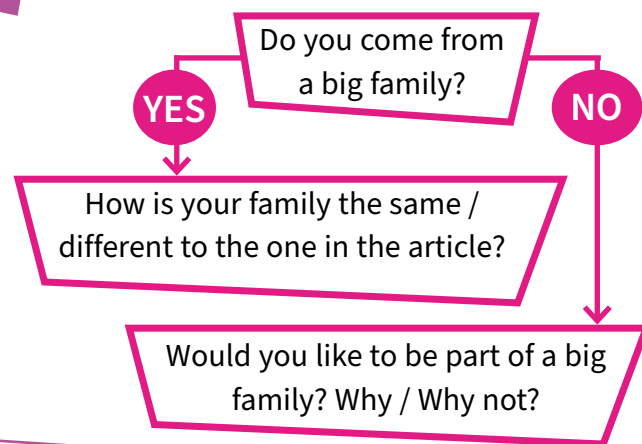 Do you come from
a big family?
YES
NO
How is your family the same /
different to the one in the article?
Would you like to be part of a big
family? Why / Why not?